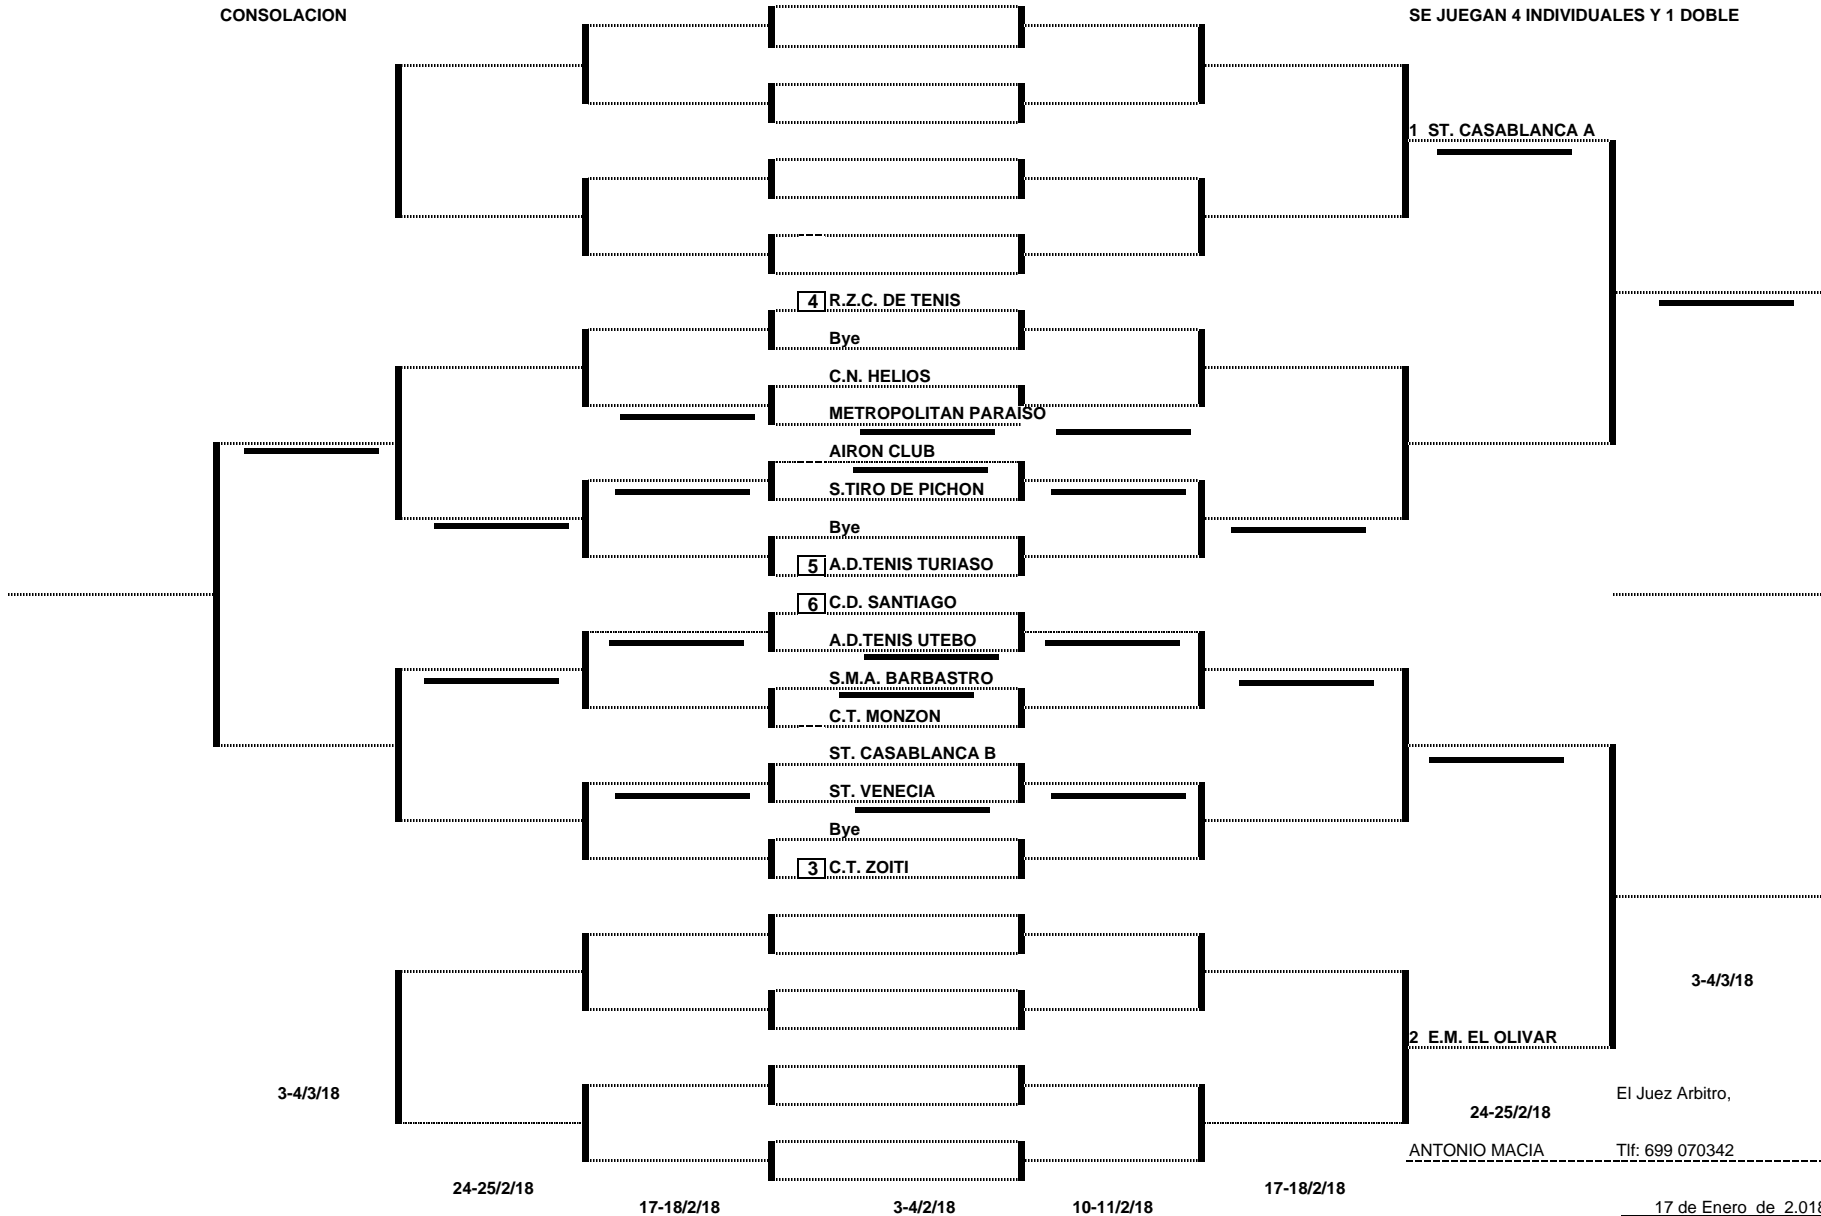 CONSOLACION
SE JUEGAN 4 INDIVIDUALES Y 1 DOBLE
1 ST. CASABLANCA A
4 R.Z.C. DE TENIS
Bye
C.N. HELIOS
METROPOLITAN PARAISO
AIRON CLUB
S.TIRO DE PICHON
Bye
5 A.D.TENIS TURIASO
6 C.D. SANTIAGO
A.D.TENIS UTEBO
S.M.A. BARBASTRO
C.T. MONZON
ST. CASABLANCA B
ST. VENECIA
Bye
3 C.T. ZOITI
3-4/3/18
2 E.M. EL OLIVAR
3-4/3/18
El Juez Arbitro,
24-25/2/18
ANTONIO MACIA Tlf: 699 070342
24-25/2/18
17-18/2/18
17-18/2/18
3-4/2/18
10-11/2/18
17 de Enero de 2.018